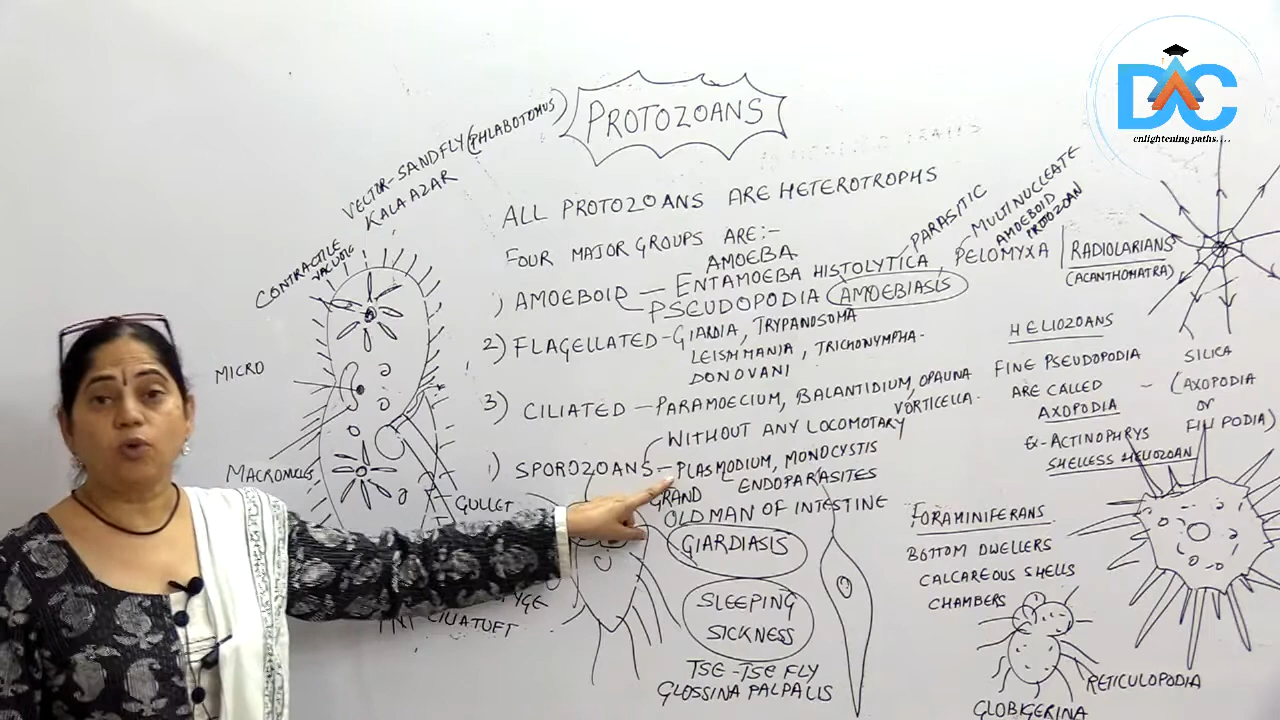 DAC
enlightening paths....
PROTOZOANS
VECTOR-SANDFLY (PHLABOTOMUS)
KALA AZAR
CONTRACTILE
VACUOLE
MICRO
MACRONUCLES
GULLET
ALL PROTOZOANS ARE HETEROTROPHS
FOUR MAJOR GROUPS ARE:-
AMOEBA
1) AMOEBOID — ENTAMOEBA HISTOLYTICA, PELOMYXA
PARASITIC
MULTINUCLEATE
AMOEBOID
PROTOZOAN
PSEUDOPODIA AMOEBIASIS
2) FLAGELLATED - GIARDIA, TRYPANOSOMA
LEISHMANIA, TRICHONYMPHA-
DONOVANI
3) CILIATED — PARAMOECIUM, BALANTIDIUM, OPALINA
VORTICELLA-
WITHOUT ANY LOCOMOTARY
1) SPOROZOANS — PLASMODIUM, MONOCYSTIS
ENDOPARASITES
GRAND
OLD MAN OF INTESTINE
GIARDIASIS
SLEEPING
SICKNESS
TSE-TSE FLY
GLOSSINA PALPALIS
CILIATUFT
RADIOLARIANS
(ACANTHOMATRA)
HELIOZOANS
FINE PSEUDOPODIA
ARE CALLED
AXOPODIA
EX-ACTINOPHRYS
SHELLESS HELIOZOAN
SILICA
(AXOPODIA
OR
FILIPODIA)
FORAMINIFERANS
BOTTOM DWELLERS
CALCAREOUS SHELLS
CHAMBERS
RETICULOPODIA
GLOBIGERINA